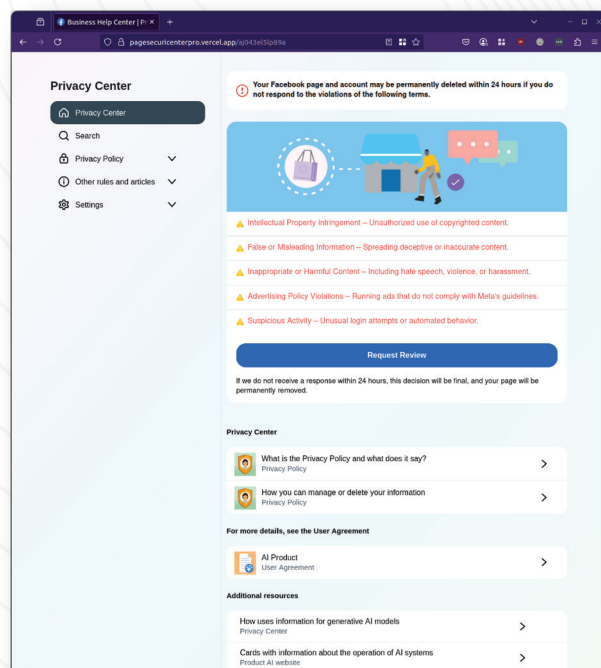 Business Help Center | Pr
pagesecuricenterpro.vercel.app/aj043el5lp89a
Privacy Center
Privacy Center
Search
Privacy Policy
Other rules and articles
Settings
Your Facebook page and account may be permanently deleted within 24 hours if you do
not respond to the violations of the following terms.
Intellectual Property Infringement – Unauthorized use of copyrighted content.
False or Misleading Information – Spreading deceptive or inaccurate content.
Inappropriate or Harmful Content – Including hate speech, violence, or harassment.
Advertising Policy Violations – Running ads that do not comply with Meta's guidelines.
Suspicious Activity – Unusual login attempts or automated behavior.
Request Review
If we do not receive a response within 24 hours, this decision will be final, and your page will be
permanently removed.
Privacy Center
What is the Privacy Policy and what does it say?
Privacy Policy
How you can manage or delete your information
Privacy Policy
For more details, see the User Agreement
AI Product
User Agreement
Additional resources
How uses information for generative AI models
Privacy Center
Cards with information about the operation of AI systems
Product AI website